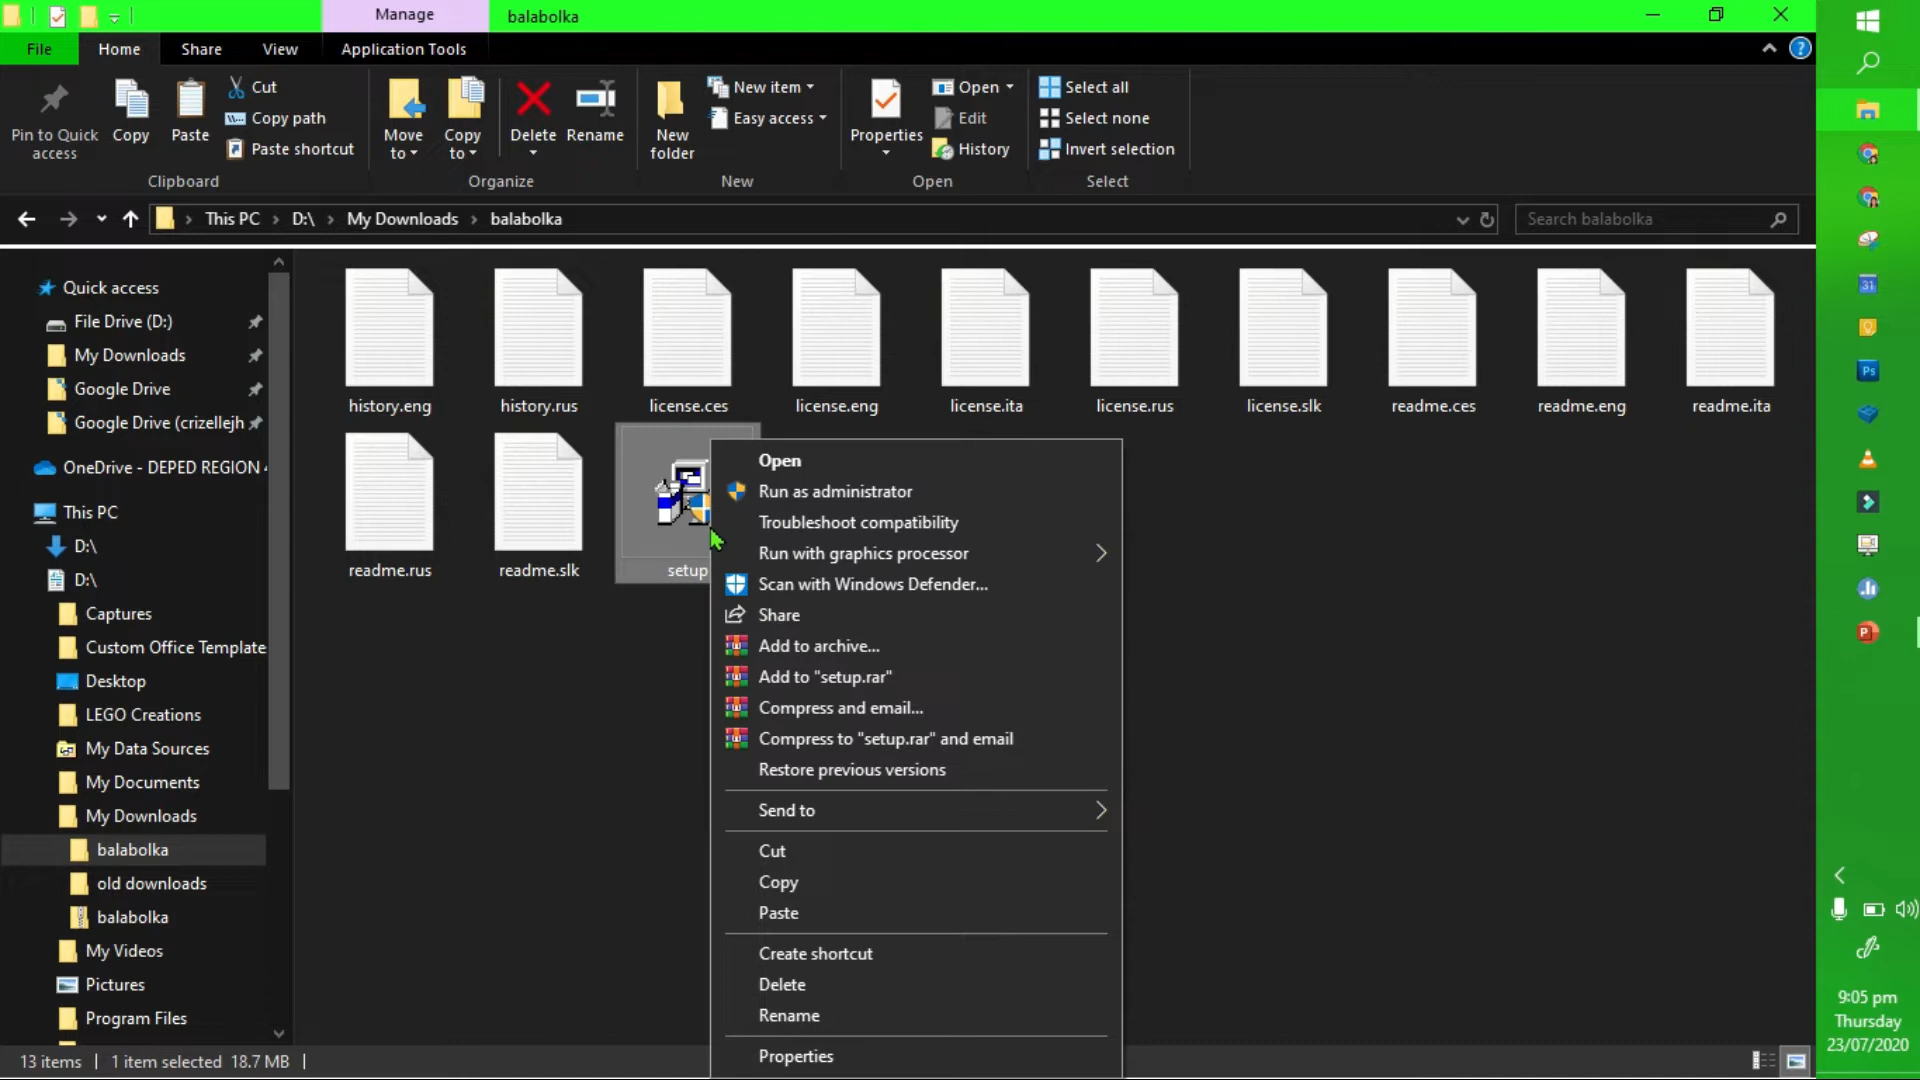 Manage
balabolka
File
Home
Share
View
Application Tools
Pin to Quick
access
Copy
Paste
Cut
Copy path
Paste shortcut
Clipboard
Move
to
Copy
to
Delete
Rename
Organize
New
folder
New item
Easy access
New
Properties
Open
Edit
History
Open
Select all
Select none
Invert selection
Select
This PC
D:\
My Downloads
balabolka
Search balabolka
Quick access
File Drive (D:)
My Downloads
Google Drive
Google Drive (crizellejh
OneDrive - DEPED REGION 4
This PC
D:\
D:\
Captures
Custom Office Template
Desktop
LEGO Creations
My Data Sources
My Documents
My Downloads
balabolka
old downloads
balabolka
My Videos
Pictures
Program Files
history.eng
history.rus
license.ces
license.eng
license.ita
license.rus
license.slk
readme.ces
readme.eng
readme.ita
readme.rus
readme.slk
setup
Open
Run as administrator
Troubleshoot compatibility
Run with graphics processor
Scan with Windows Defender...
Share
Add to archive...
Add to "setup.rar"
Compress and email...
Compress to "setup.rar" and email
Restore previous versions
Send to
Cut
Copy
Paste
Create shortcut
Delete
Rename
Properties
13 items
1 item selected 18.7 MB
31
Ps
P
9:05 pm
Thursday
23/07/2020